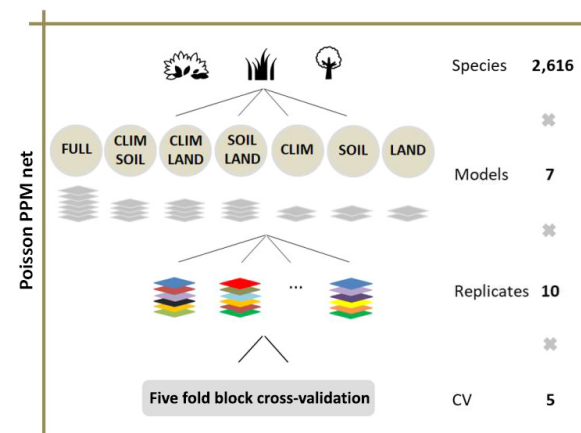 Species 2,616
✖
FULL
CLIM
SOIL
CLIM
LAND
SOIL
LAND
CLIM
SOIL
LAND
Models 7
✖
Poisson PPM net
...
Replicates 10
✖
Five fold block cross-validation
CV 5